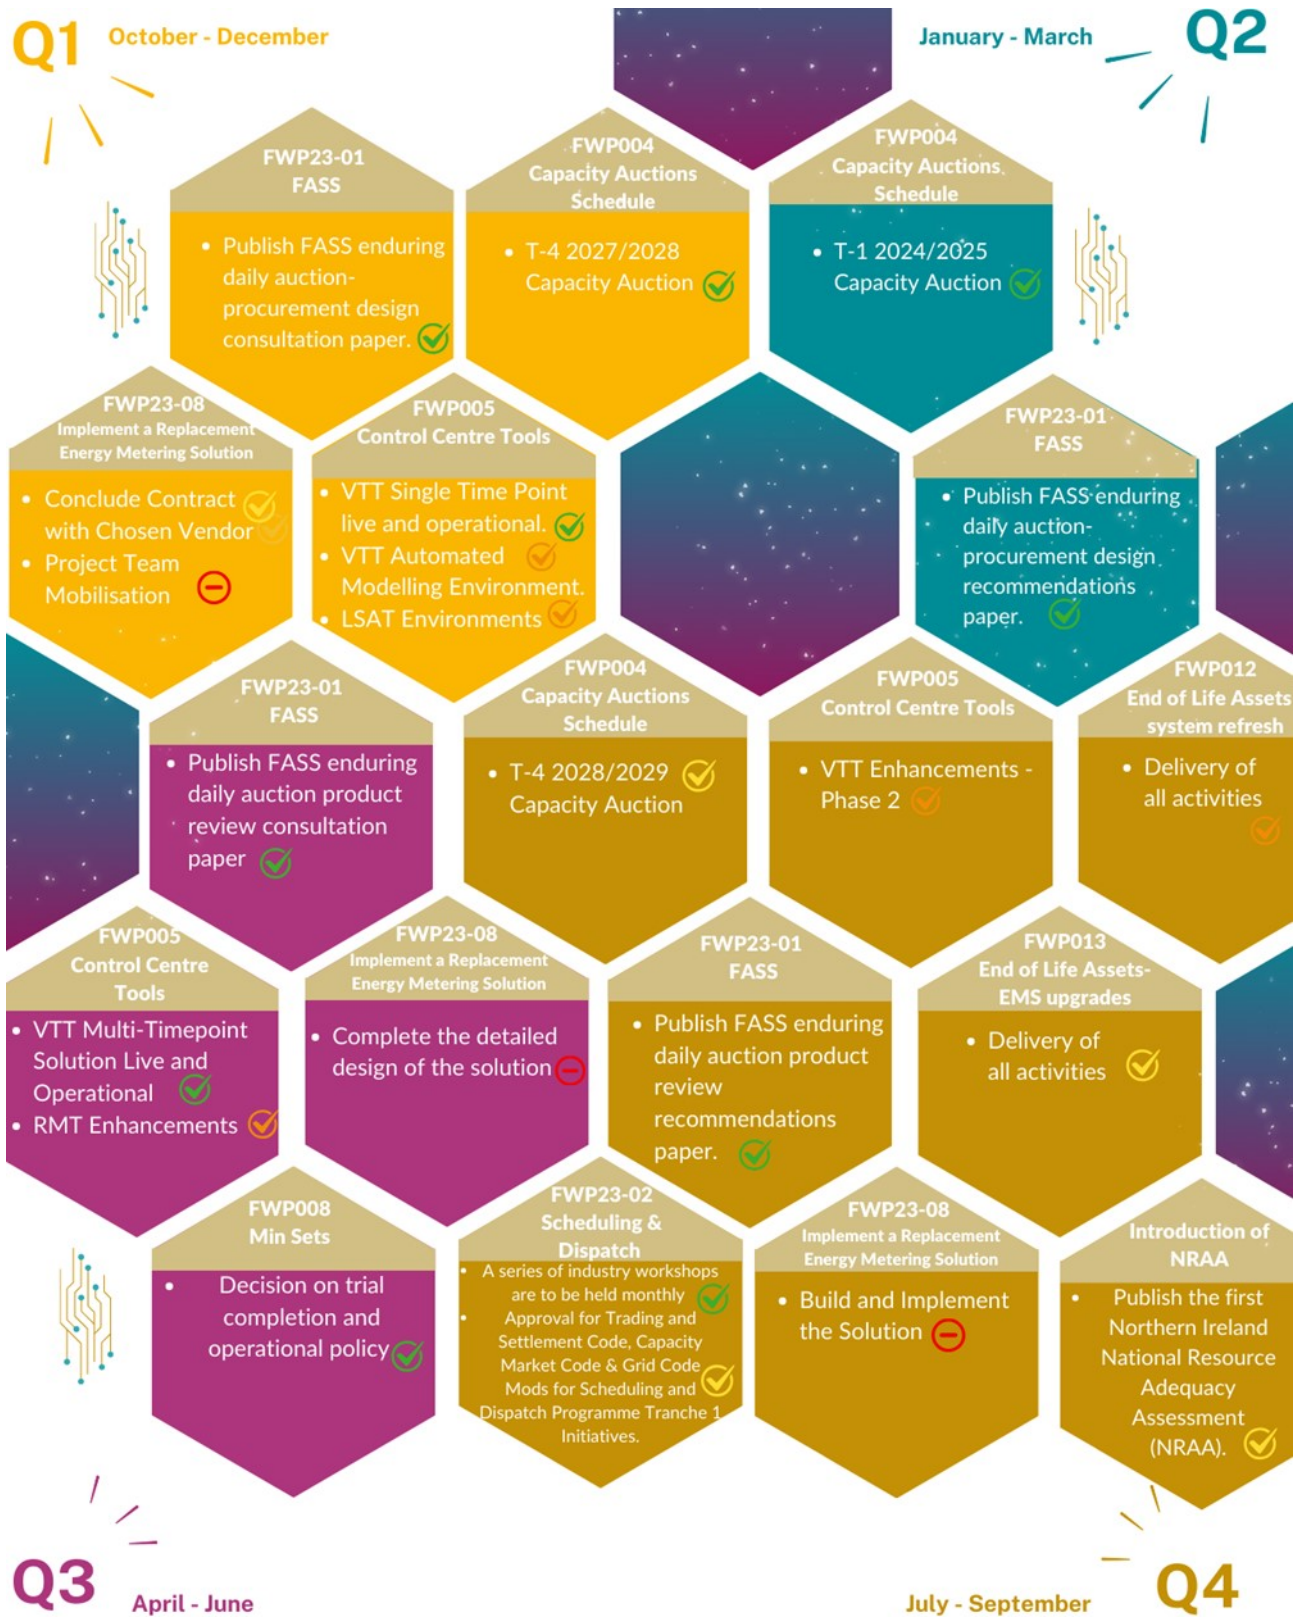 Q1
October - December
January - March
Q2
FWP23-01
FASS
• Publish FASS enduring
daily auction-
procurement design
consultation paper.
FWP004
Capacity Auctions
Schedule
• T-4 2027/2028
Capacity Auction
FWP004
Capacity Auctions
Schedule
• T-1 2024/2025
Capacity Auction
FWP23-08
Implement a Replacement
Energy Metering Solution
• Conclude Contract
with Chosen Vendor
• Project Team
Mobilisation
FWP005
Control Centre Tools
• VTT Single Time Point
live and operational.
• VTT Automated
Modelling Environment.
• LSAT Environments
FWP23-01
FASS
• Publish FASS enduring
daily auction-
procurement design
recommendations
paper.
FWP23-01
FASS
• Publish FASS enduring
daily auction product
review consultation
paper
FWP004
Capacity Auctions
Schedule
• T-4 2028/2029
Capacity Auction
FWP005
Control Centre Tools
• VTT Enhancements -
Phase 2
FWP012
End of Life Assets
system refresh
• Delivery of
all activities
FWP005
Control Centre
Tools
• VTT Multi-Timepoint
Solution Live and
Operational
• RMT Enhancements
FWP23-08
Implement a Replacement
Energy Metering Solution
• Complete the detailed
design of the solution
FWP23-01
FASS
• Publish FASS enduring
daily auction product
review
recommendations
paper.
FWP013
End of Life Assets-
EMS upgrades
• Delivery of
all activities
FWP008
Min Sets
• Decision on trial
completion and
operational policy
FWP23-02
Scheduling &
Dispatch
• A series of industry workshops
are to be held monthly
• Approval for Trading and
Settlement Code, Capacity
Market Code & Grid Code
Mods for Scheduling and
Dispatch Programme Tranche 1
Initiatives.
FWP23-08
Implement a Replacement
Energy Metering Solution
• Build and Implement
the Solution
Introduction of
NRAA
• Publish the first
Northern Ireland
National Resource
Adequacy
Assessment
(NRAA).
Q3
April - June
July - September
Q4